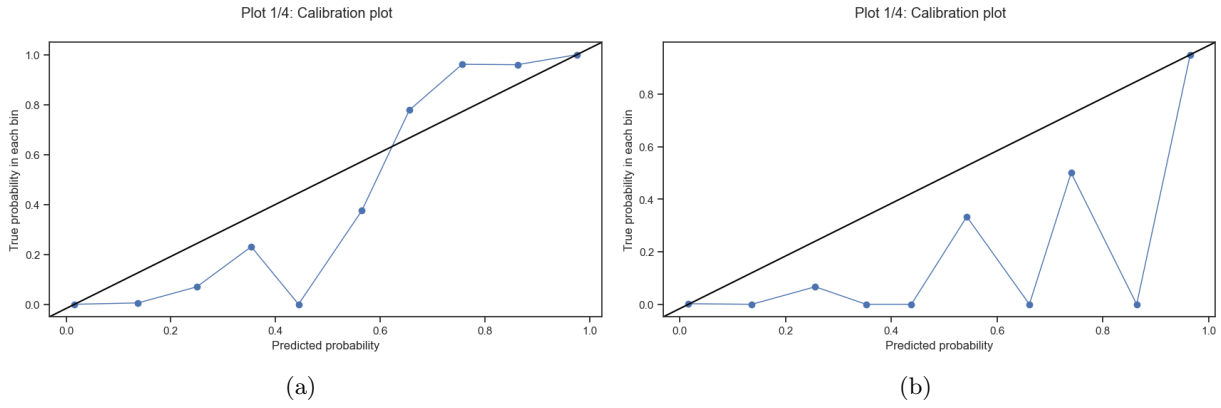 Plot 1/4: Calibration plot
1.0
0.8
0.6
0.4
0.2
0.0
True probability in each bin
0.0 0.2 0.4 0.6 0.8 1.0
Predicted probability
(a)
Plot 1/4: Calibration plot
0.8
0.6
0.4
0.2
0.0
True probability in each bin
0.0 0.2 0.4 0.6 0.8 1.0
Predicted probability
(b)